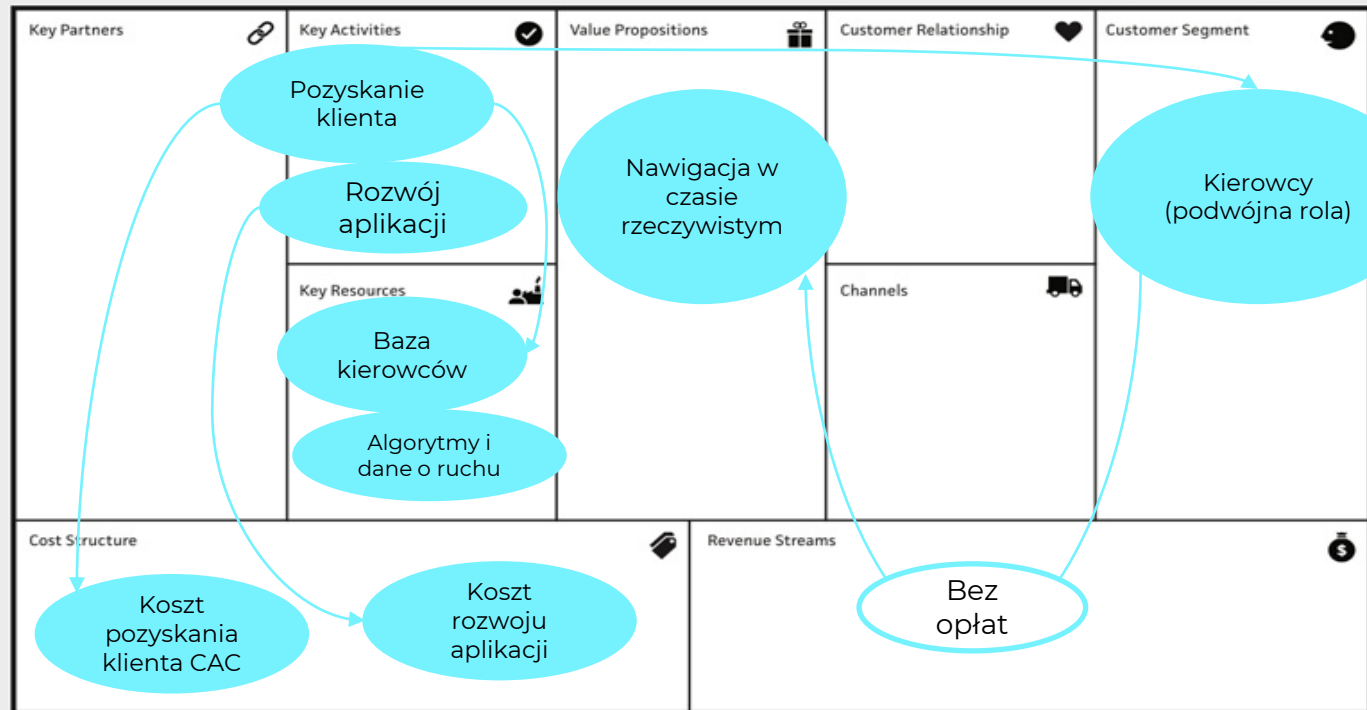 Key Partners
Key Activities
Value Propositions
Customer Relationship
Customer Segment
Pozyskanie
klienta
Rozwój
aplikacji
Nawigacja w
czasie
rzeczywistym
Kierowcy
(podwójna rola)
Key Resources
Channels
Baza
kierowców
Algorytmy i
dane o ruchu
Cost Structure
Revenue Streams
Koszt
pozyskania
klienta CAC
Koszt
rozwoju
aplikacji
Bez
opłat
$